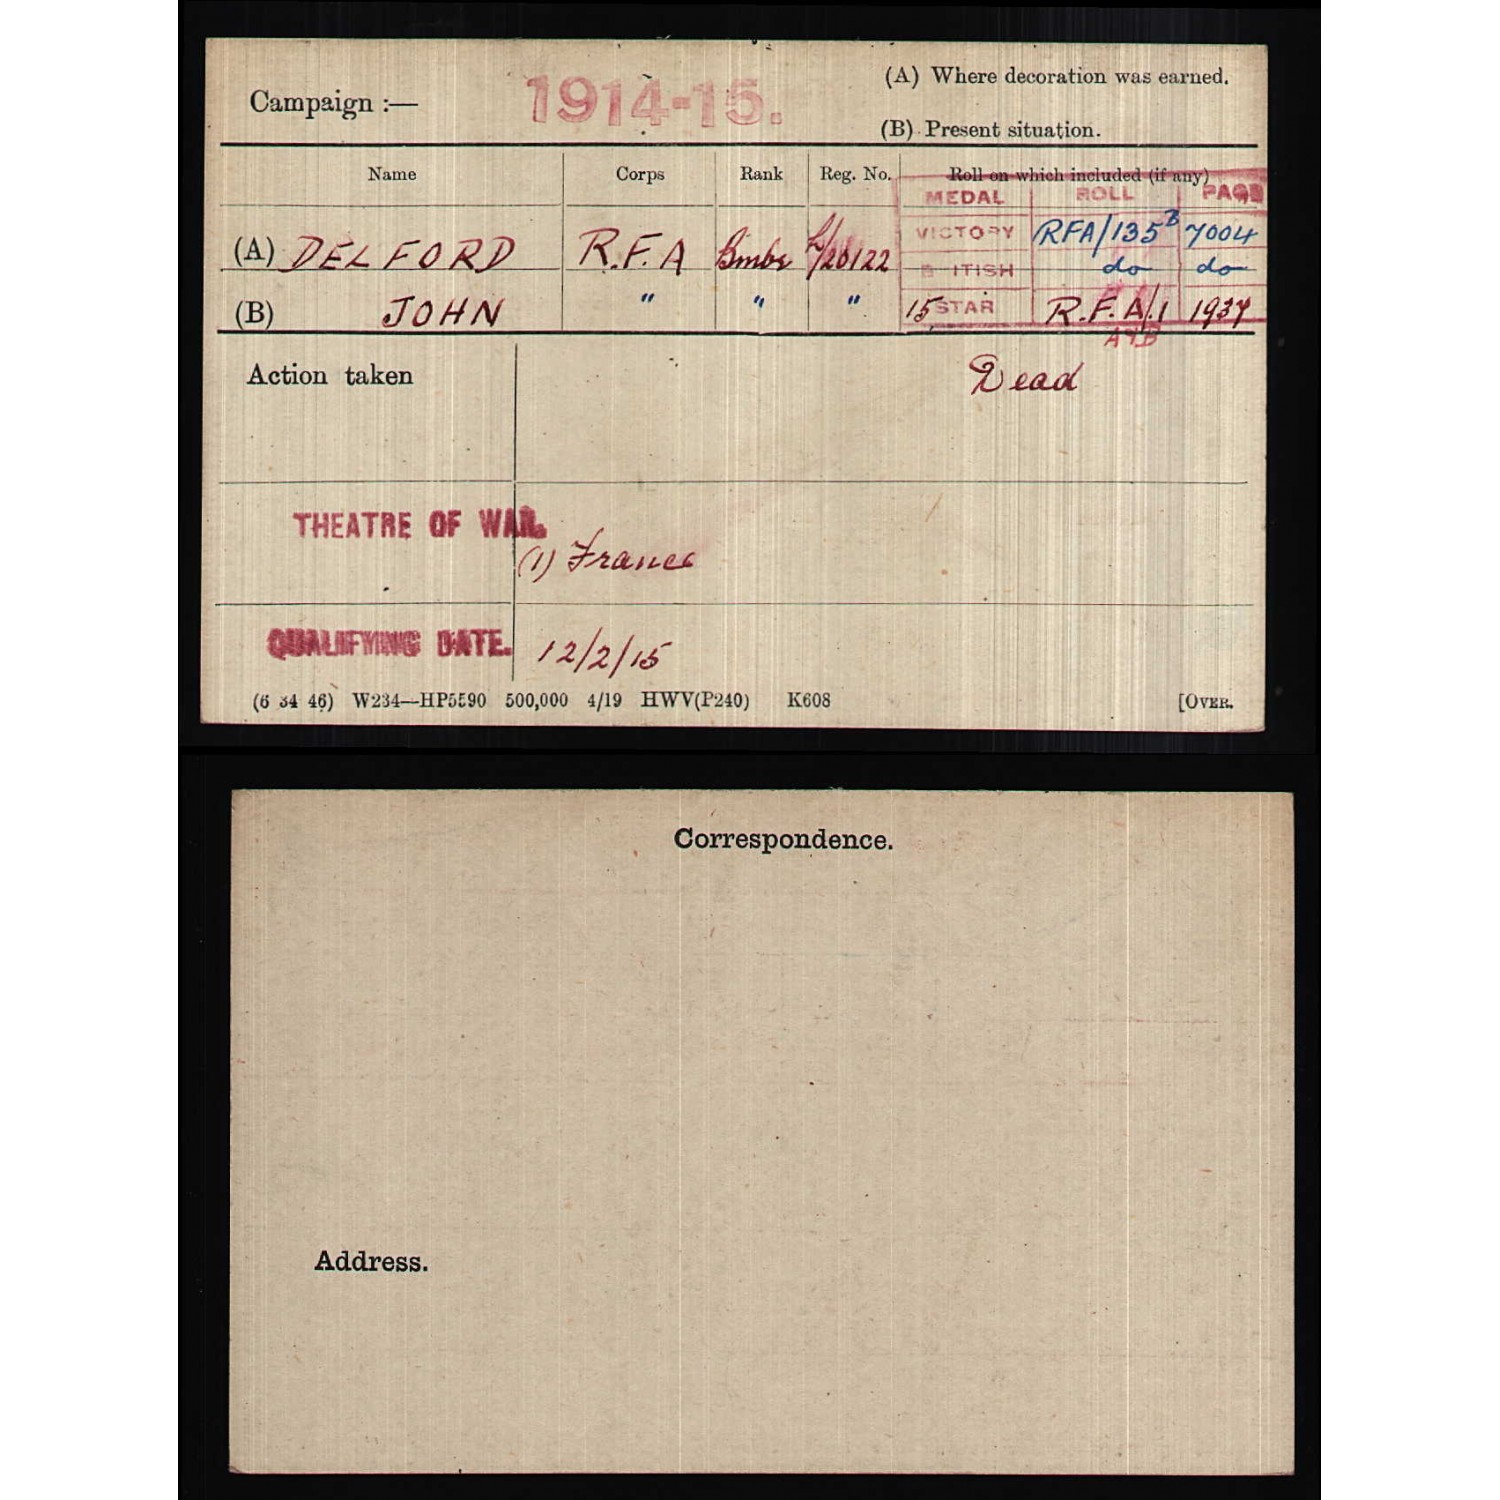 Campaign :— 1914-15. (A) Where decoration was earned.
(B) Present situation.
Name Corps Rank Reg. No. Roll on which included (if any)
MEDAL ROLL PAGE
(A) DELFORD R.F.A Bmbr L/20122 VICTORY RFA/135B 7004
B ITISH do do
(B) JOHN " " " 15 STAR R.F.A/1 1937
A&B
Action taken Dead
THEATRE OF WAR.
(1) France
QUALIFYING DATE. 12/2/15
(6 34 46) W234—HP5590 500,000 4/19 HWV(P240) K608 [OVER.
Correspondence.
Address.